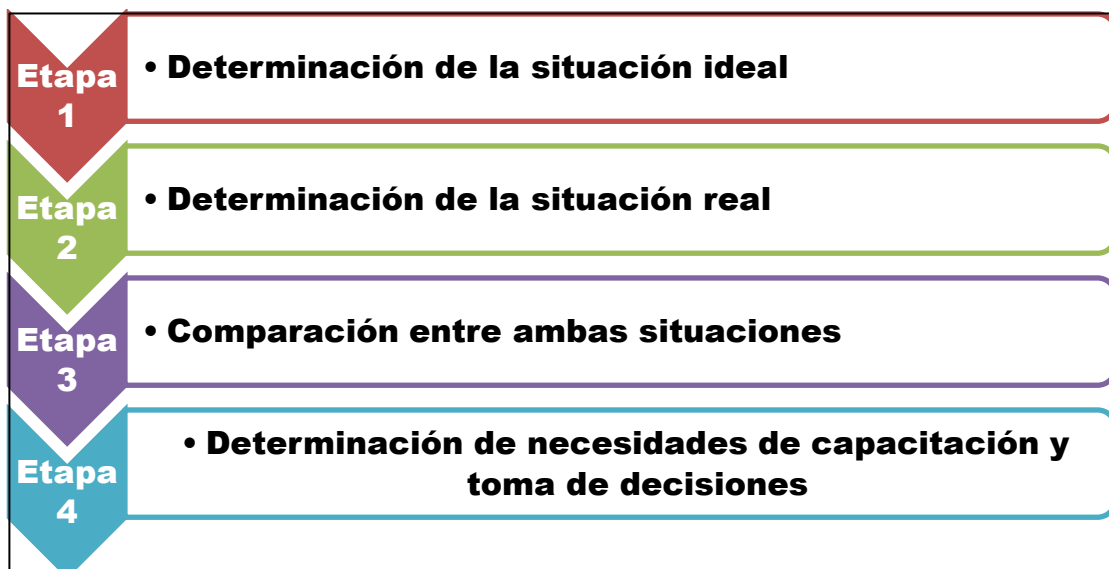 Etapa
1
• Determinación de la situación ideal
Etapa
2
• Determinación de la situación real
Etapa
3
• Comparación entre ambas situaciones
Etapa
4
• Determinación de necesidades de capacitación y
toma de decisiones